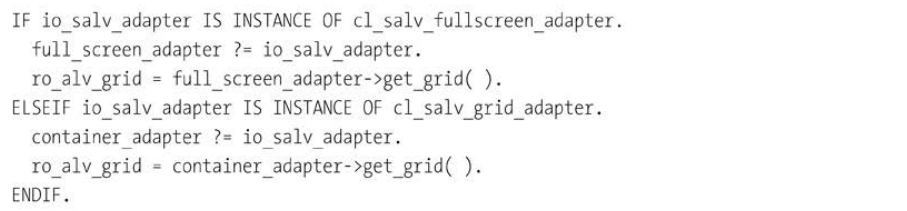 IF io_salv_adapter IS INSTANCE OF cl_salv_fullscreen_adapter.
full_screen_adapter ?= io_salv_adapter.
ro_alv_grid = full_screen_adapter->get_grid( ).
ELSEIF io_salv_adapter IS INSTANCE OF cl_salv_grid_adapter.
container_adapter ?= io_salv_adapter.
ro_alv_grid = container_adapter->get_grid( ).
ENDIF.